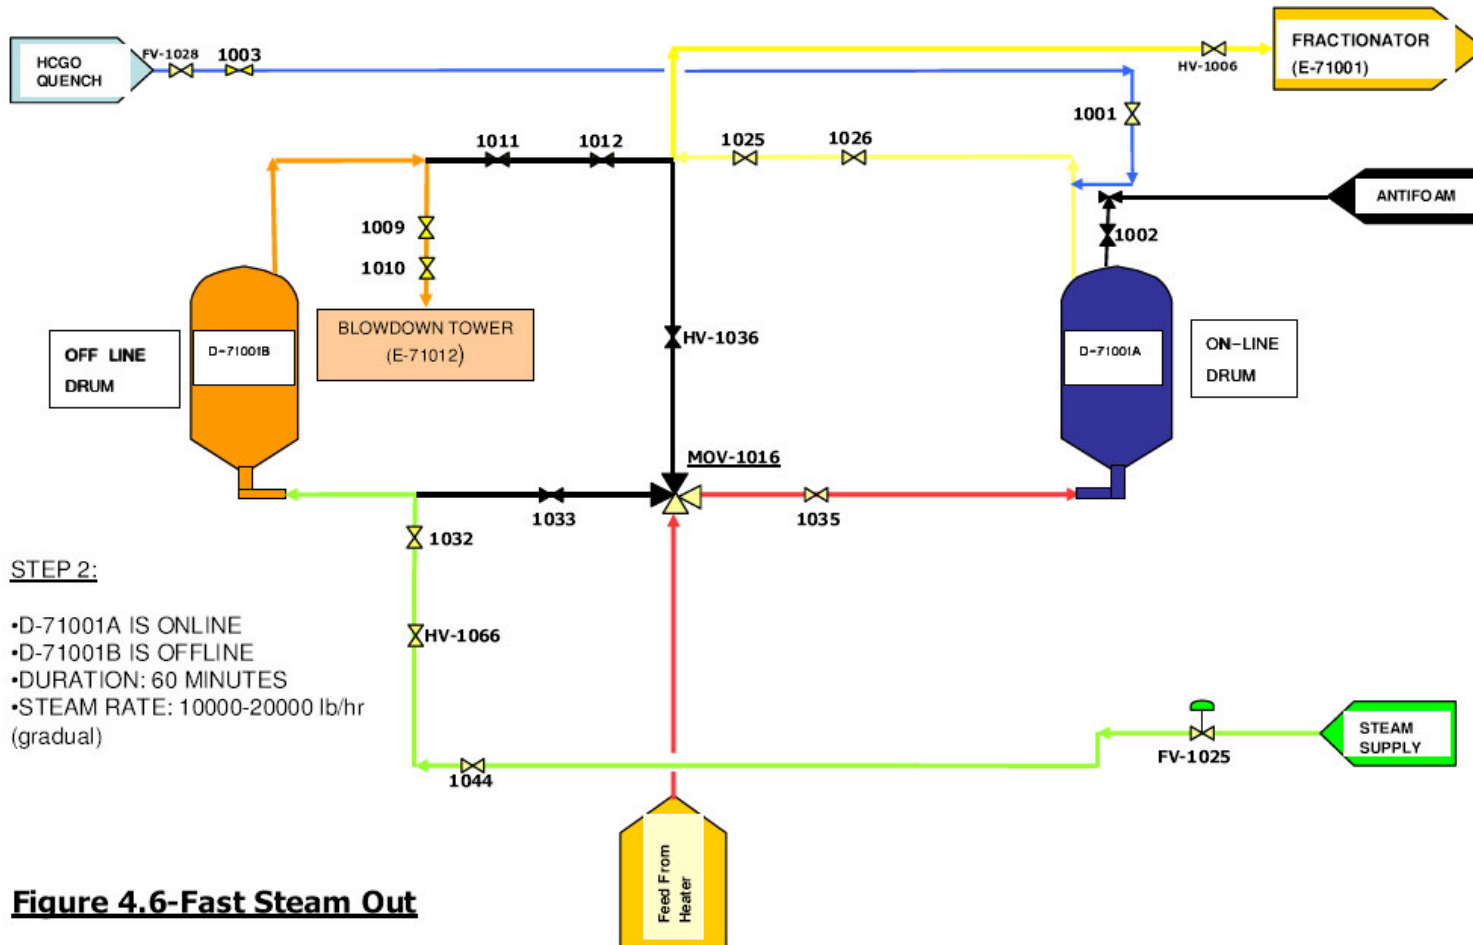 HCGO
QUENCH
FV-1028
1003
HV-1006
FRACTIONATOR
(E-71001)
1001
1011
1012
1025
1026
ANTIFOAM
1002
1009
1010
BLOWDOWN TOWER
(E-71012)
HV-1036
OFF LINE
DRUM
D-71001B
D-71001A
ON-LINE
DRUM
MOV-1016
1033
1035
1032
STEP 2:
•D-71001A IS ONLINE
•D-71001B IS OFFLINE
•DURATION: 60 MINUTES
•STEAM RATE: 10000-20000 lb/hr
(gradual)
HV-1066
1044
FV-1025
STEAM
SUPPLY
Feed From
Heater
Figure 4.6-Fast Steam Out